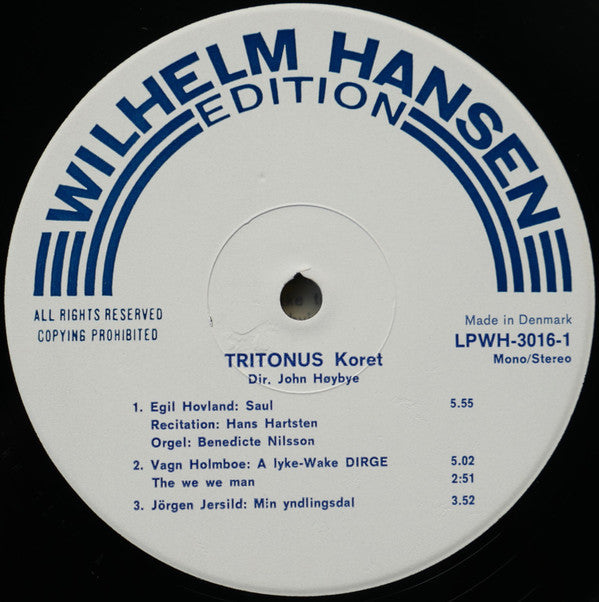 WILHELM HANSEN
EDITION
ALL RIGHTS RESERVED
COPYING PROHIBITED
Made in Denmark
LPWH-3016-1
Mono/Stereo
TRITONUS Koret
Dir. John Høybye
1. Egil Hovland: Saul 5.55
Recitation: Hans Hartsten
Orgel: Benedicte Nilsson
2. Vagn Holmboe: A lyke-Wake DIRGE 5.02
The we we man 2:51
3. Jörgen Jersild: Min yndlingsdal 3.52